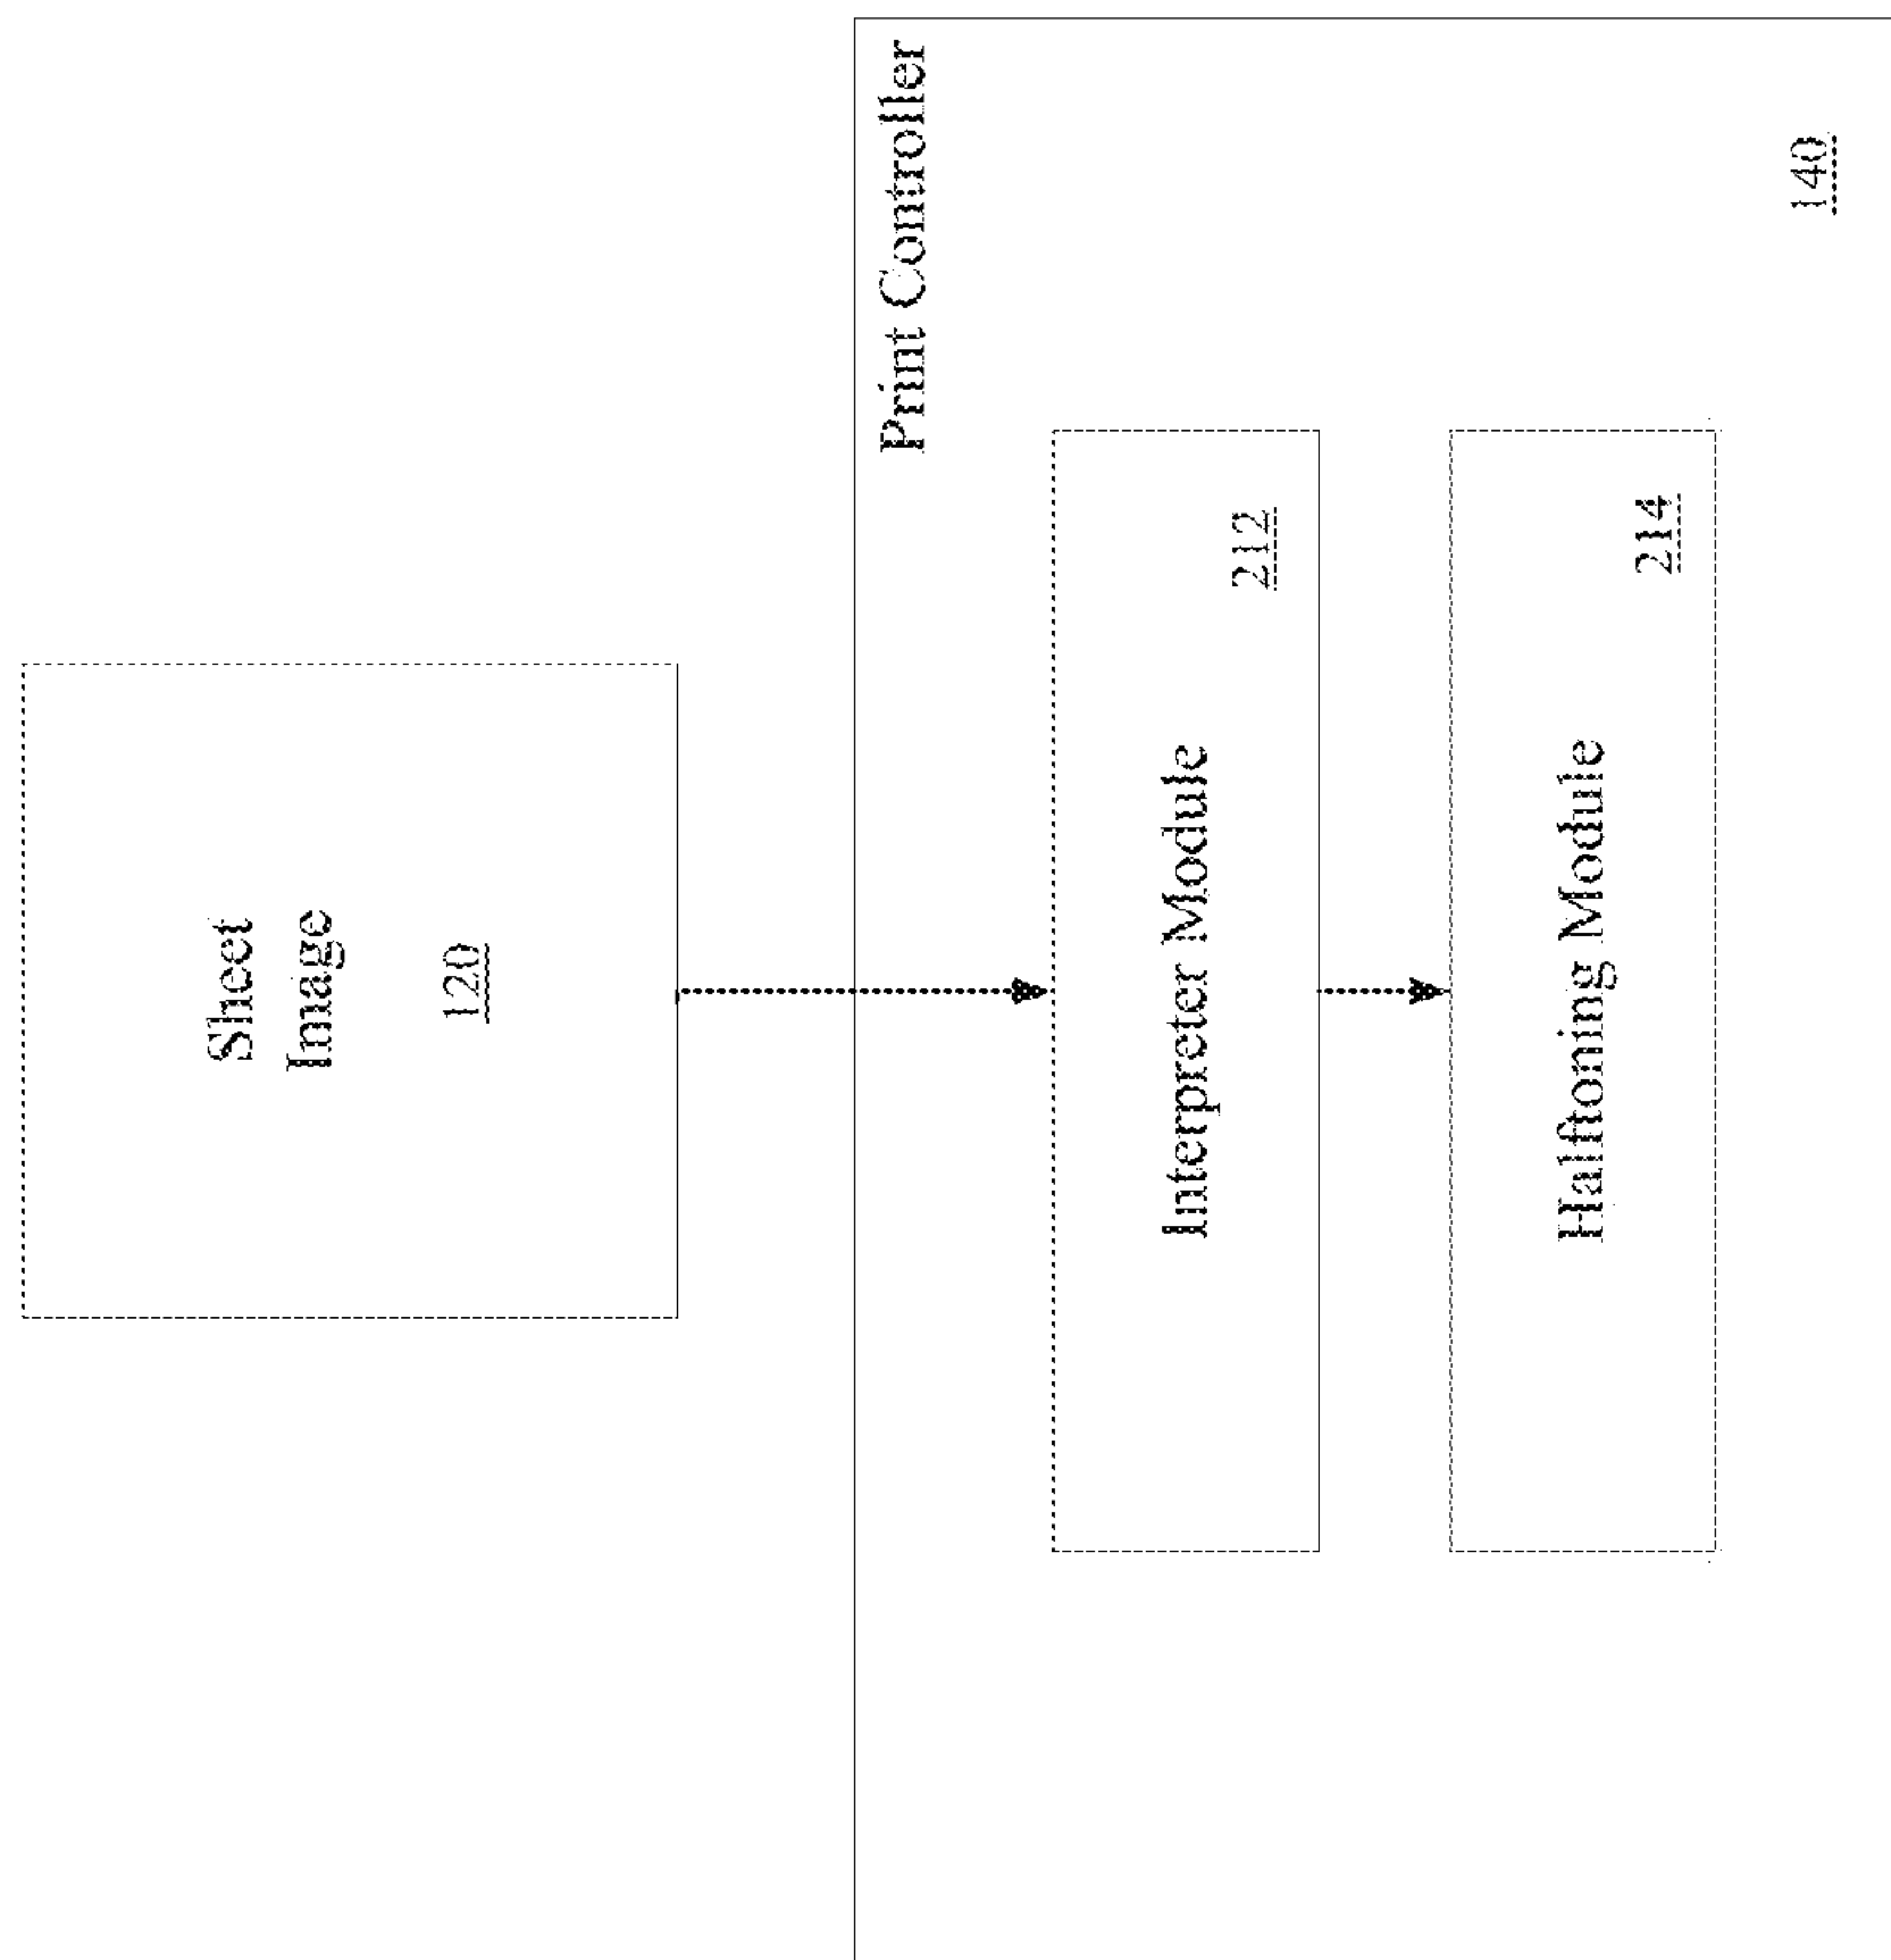 Sheet
Image
120
Print Controller
Interpreter Module
212
Halftoning Module
214
140